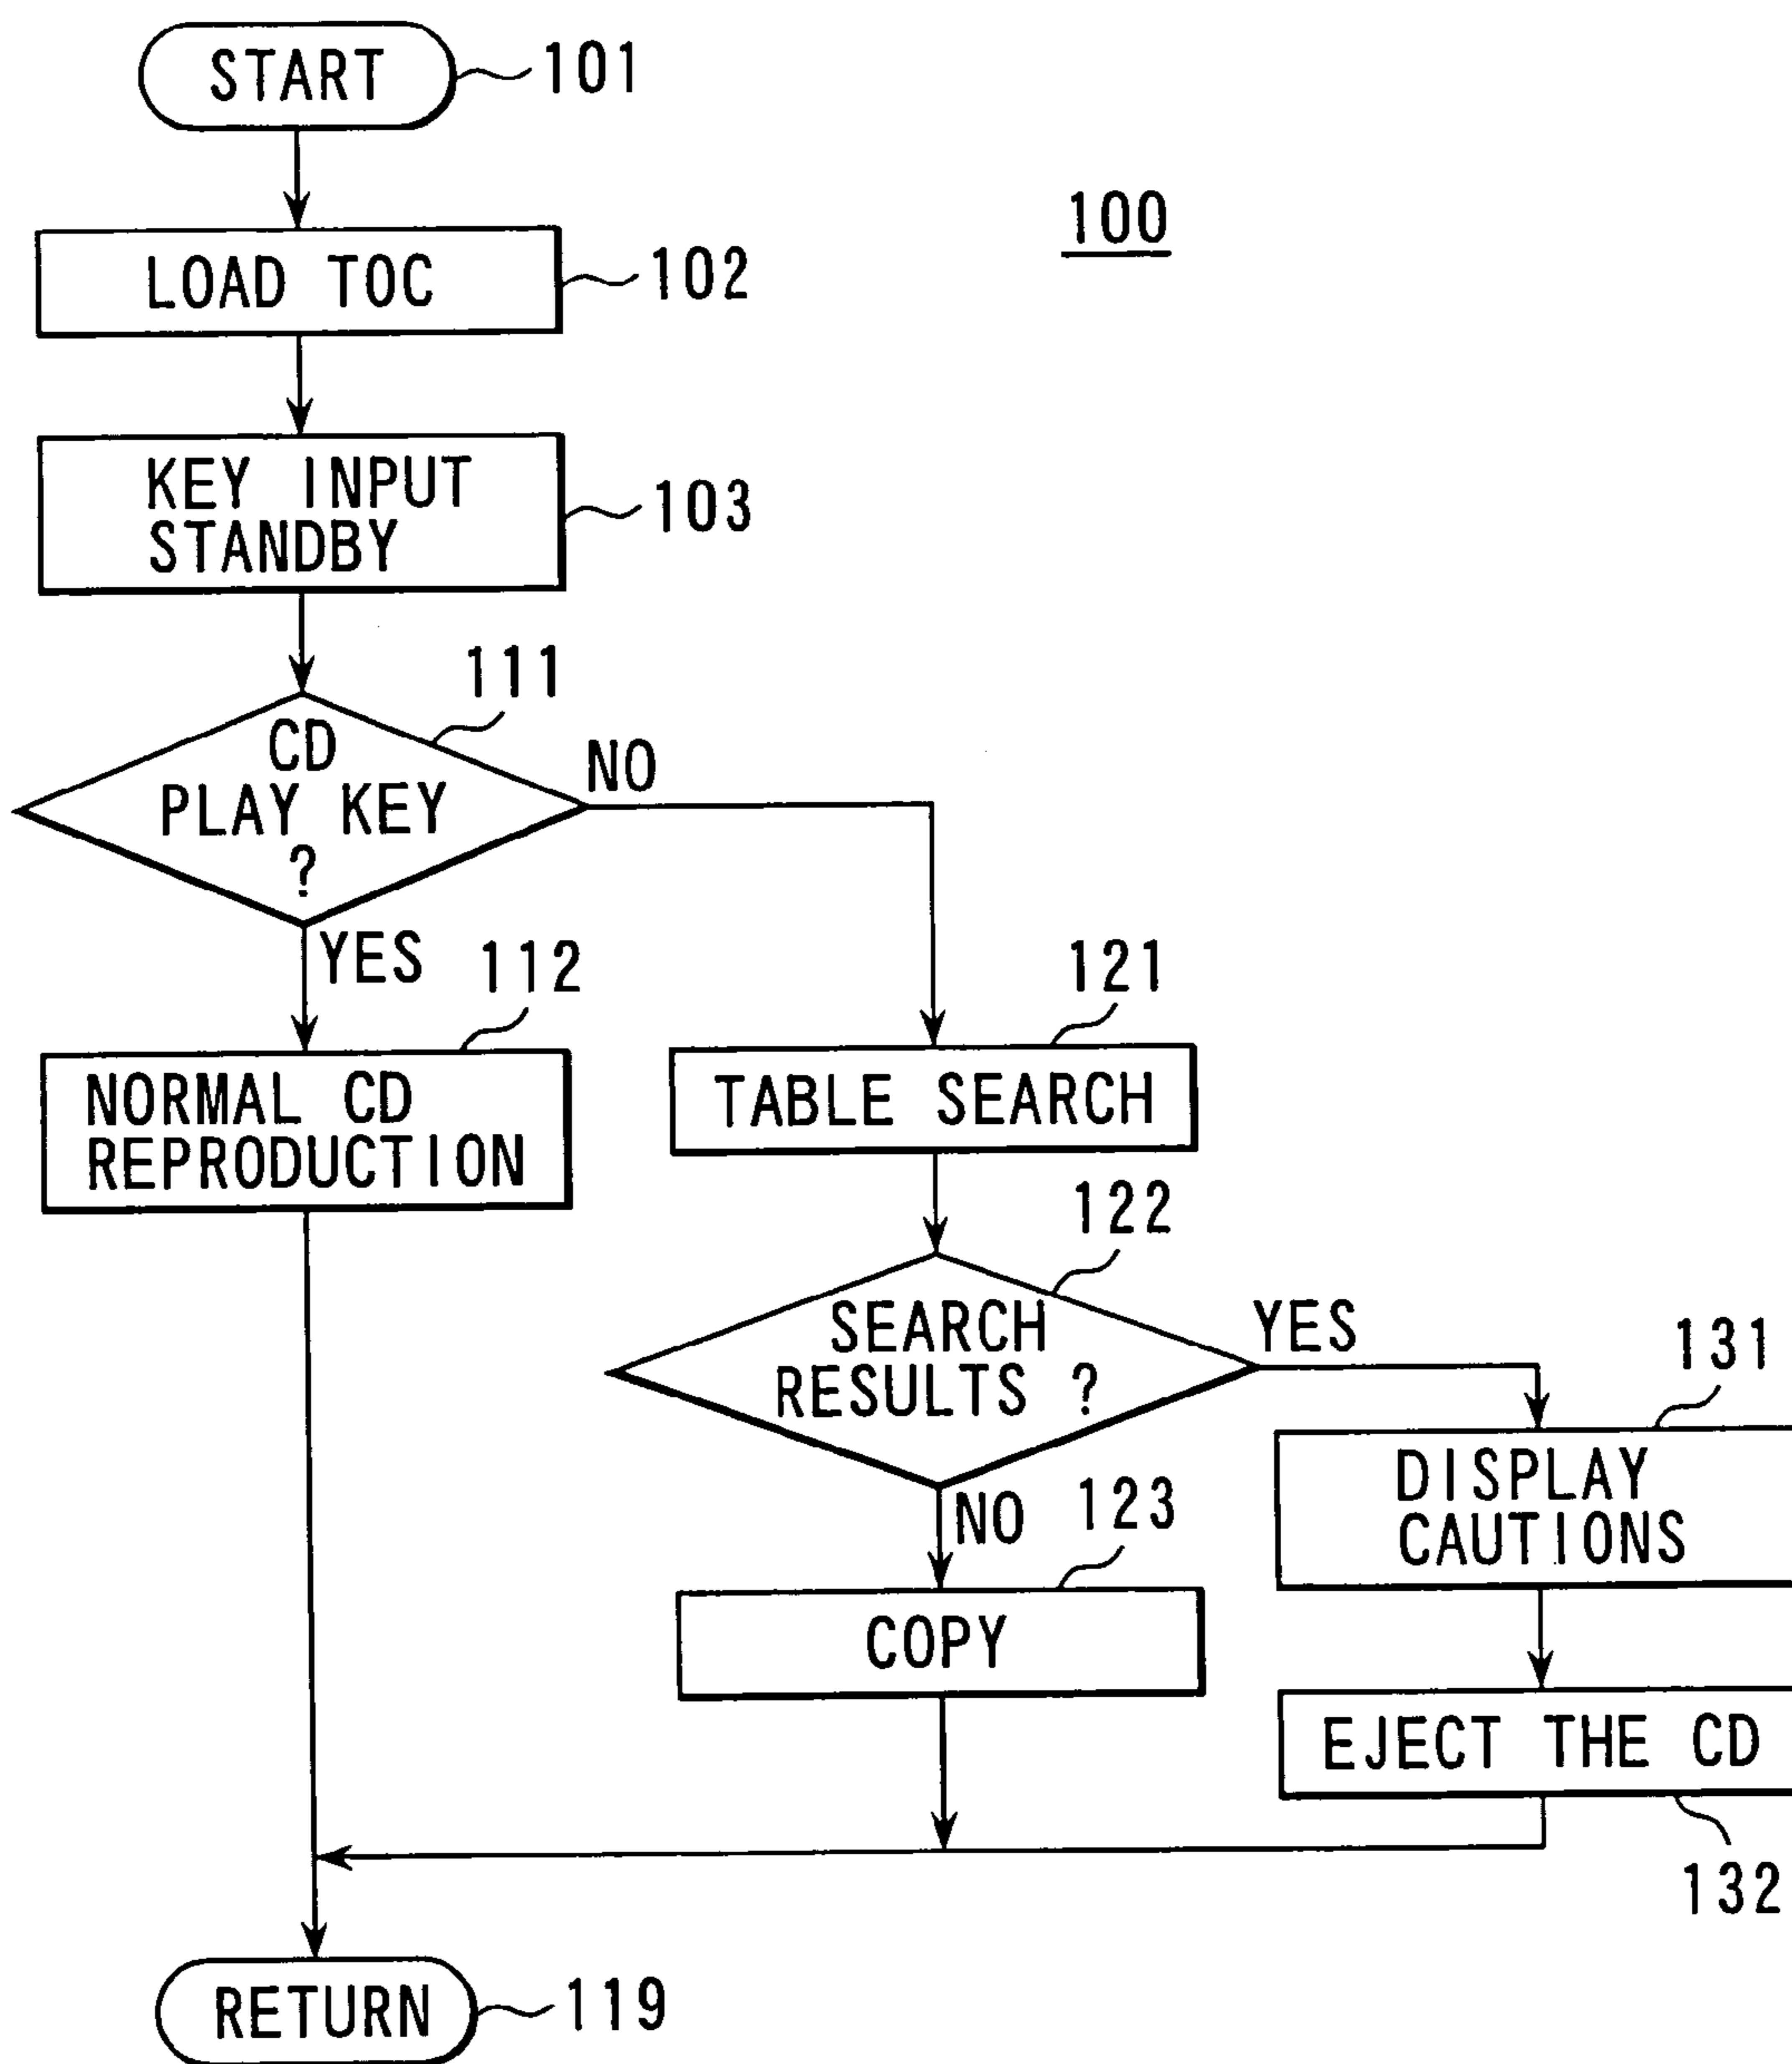 START
101
100
LOAD TOC
102
KEY INPUT
STANDBY
103
111
CD
PLAY KEY
?
NO
YES
112
NORMAL CD
REPRODUCTION
121
TABLE SEARCH
122
SEARCH
RESULTS ?
YES
131
DISPLAY
CAUTIONS
NO
123
COPY
EJECT THE CD
132
RETURN
119